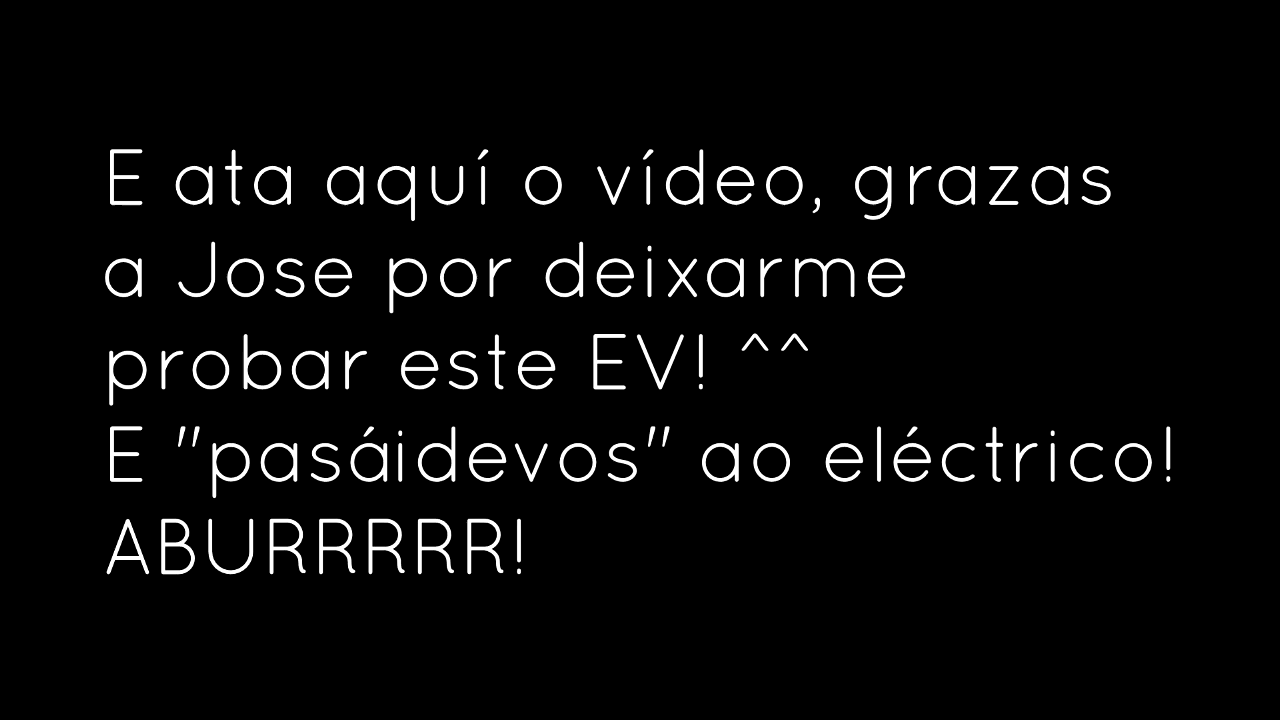 E ata aquí o vídeo, grazas
a Jose por deixarme
probar este EV! ^^
E "pasáidevos" ao eléctrico!
ABURRRRR!